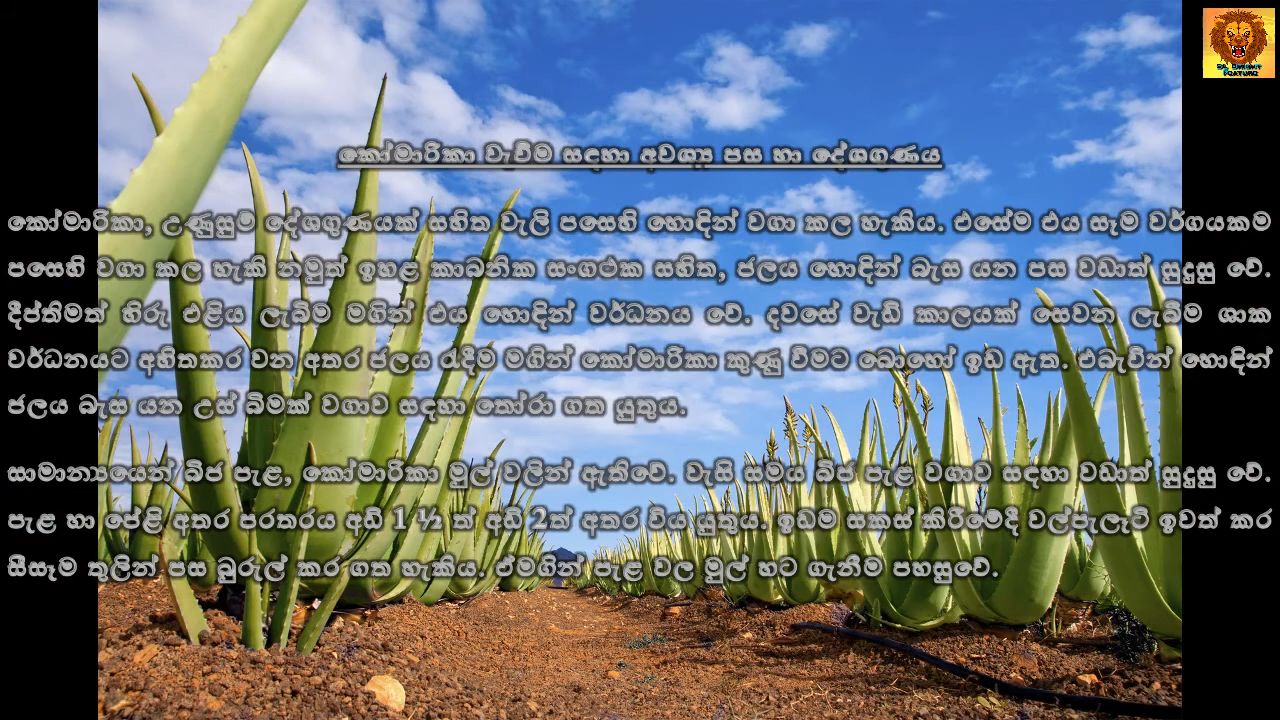 කෝමාරිකා වැවීම සදහා අවශ්‍ය පස හා දේශගුණය
කෝමාරිකා, උණුසුම් දේශගුණයක් සහිත වැලි පසෙහි හොදින් වගා කල හැකිය. එසේම එය සෑම වර්ගයකම
පසෙහි වගා කල හැකි නමුත් ඉහළ කාබනික සංගඨක සහිත, ජලය හොදින් බැස යන පස වඩාත් සුදුසු වේ.
දීප්තිමත් හිරු එළිය ලැබීම මගින් එය හොදින් වර්ධනය වේ. දවසේ වැඩි කාලයක් සෙවන ලැබීම ශාක
වර්ධනයට අහිතකර වන අතර ජලය රැදීම මගින් කෝමාරිකා කුණු වීමට බොහෝ ඉඩ ඇත. එබැවින් හොදින්
ජලය බැස යන උස් බිමක් වගාව සදහා තෝරා ගත යුතුය.
සාමාන්‍යයෙන් බීජ පැළ, කෝමාරිකා මුල් වලින් ඇතිවේ. වැසි සමය බීජ පැළ වගාව සදහා වඩාත් සුදුසු වේ.
පැළ හා පේළි අතර පරතරය අඩි 1 ½ ත් අඩි 2ත් අතර විය යුතුය. ඉඩම සකස් කිරීමේදී වල්පැලෑටි ඉවත් කර
සීසෑම තුලින් පස බුරුල් කර ගත හැකිය. ඒමගින් පැළ වල මුල් හට ගැනීම පහසුවේ.